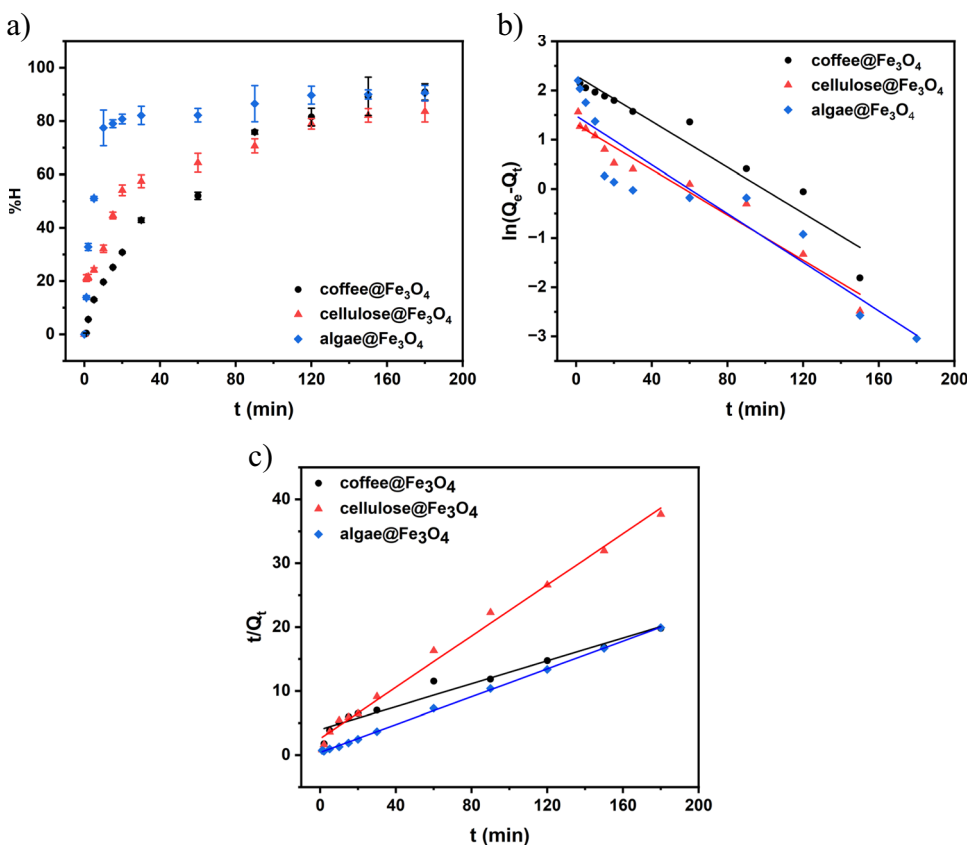 a)
100
80
60
40
20
0
%H
coffee@Fe₃O₄
cellulose@Fe₃O₄
algae@Fe₃O₄
0 40 80 120 160 200
t (min)
b)
3
2
1
0
−1
−2
−3
ln(Qₑ-Qₜ)
coffee@Fe₃O₄
cellulose@Fe₃O₄
algae@Fe₃O₄
0 40 80 120 160 200
t (min)
c)
40
30
20
10
0
t/Qₜ
coffee@Fe₃O₄
cellulose@Fe₃O₄
algae@Fe₃O₄
0 40 80 120 160 200
t (min)